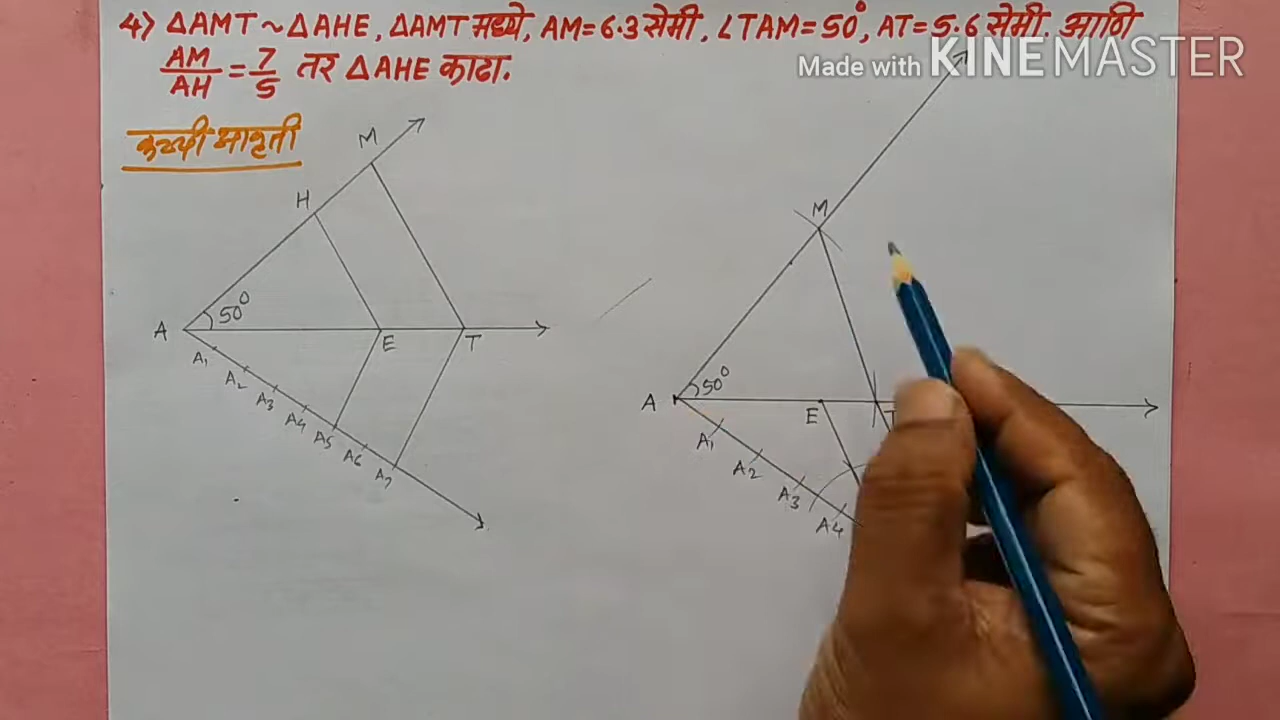 4) ΔAMT ~ ΔAHE, ΔAMT मध्ये, AM=6.3 सेमी, ∠TAM=50°, AT=5.6 सेमी. आणि
AM/AH = 7/5 तर ΔAHE काढा.
Made with KINEMASTER
कच्ची आकृती
M
H
A
50°
E
T
A1
A2
A3
A4
A5
A6
A7
M
A
50°
E
T
A1
A2
A3
A4